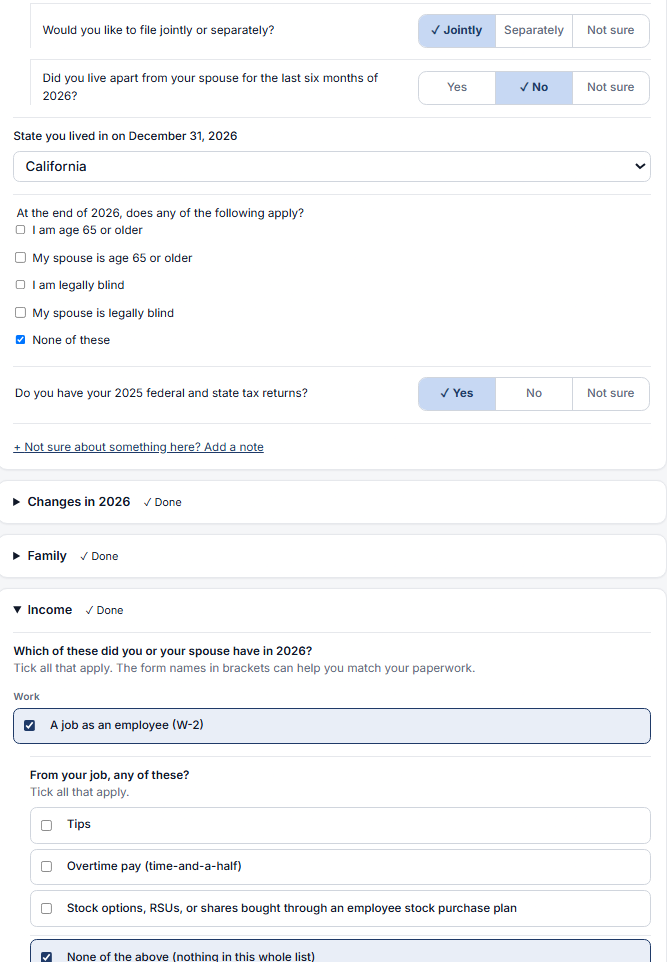 Would you like to file jointly or separately?
✓ Jointly
Separately
Not sure
Did you live apart from your spouse for the last six months of
2026?
Yes
✓ No
Not sure
State you lived in on December 31, 2026
California
At the end of 2026, does any of the following apply?
I am age 65 or older
My spouse is age 65 or older
I am legally blind
My spouse is legally blind
None of these
Do you have your 2025 federal and state tax returns?
✓ Yes
No
Not sure
+ Not sure about something here? Add a note
Changes in 2026 ✓ Done
Family ✓ Done
Income ✓ Done
Which of these did you or your spouse have in 2026?
Tick all that apply. The form names in brackets can help you match your paperwork.
Work
A job as an employee (W-2)
From your job, any of these?
Tick all that apply.
Tips
Overtime pay (time-and-a-half)
Stock options, RSUs, or shares bought through an employee stock purchase plan
None of the above (nothing in this whole list)